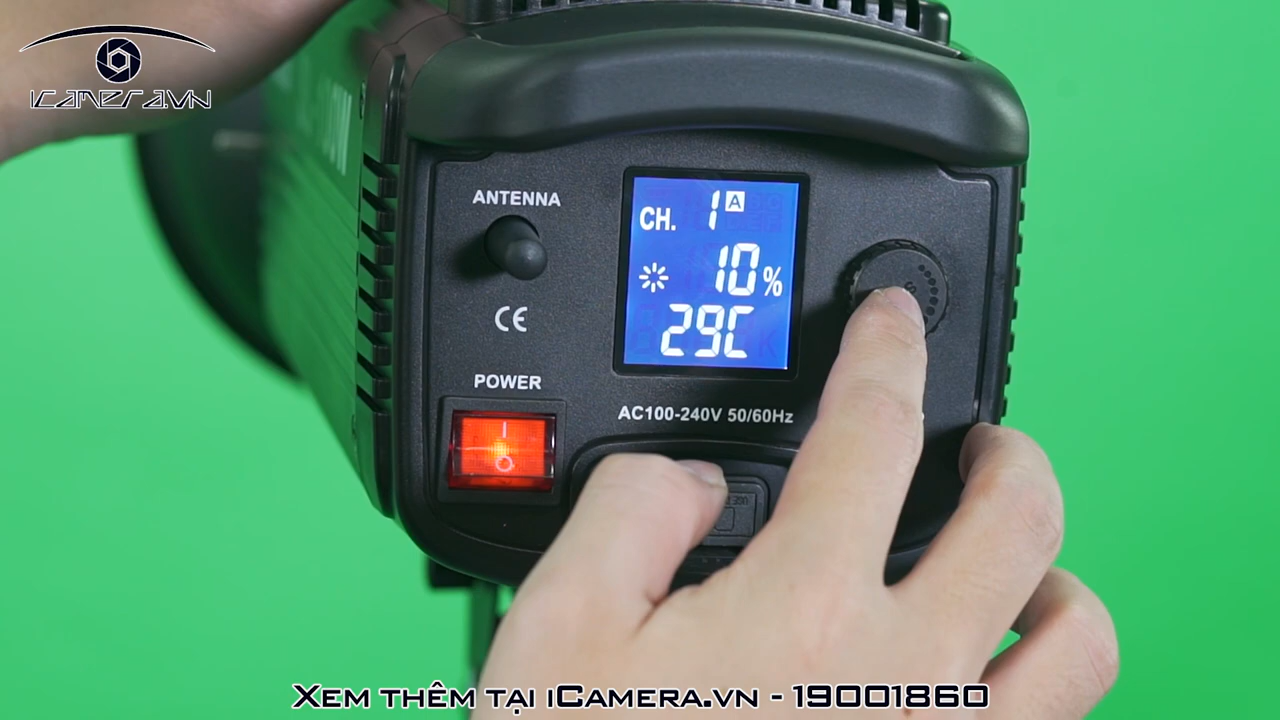 iCamera.vn
ANTENNA
CH. 1 A
10%
29C
CE
POWER
AC100-240V 50/60Hz
Xem thêm tại iCamera.vn - 19001860